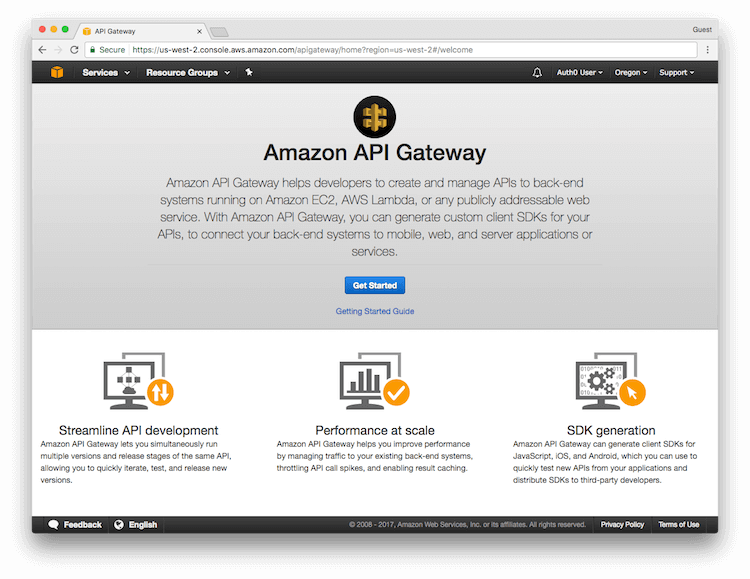 API Gateway
Guest
Secure https://us-west-2.console.aws.amazon.com/apigateway/home?region=us-west-2#/welcome
Services Resource Groups Auth0 User Oregon Support
Amazon API Gateway
Amazon API Gateway helps developers to create and manage APIs to back-end
systems running on Amazon EC2, AWS Lambda, or any publicly addressable web
service. With Amazon API Gateway, you can generate custom client SDKs for your
APIs, to connect your back-end systems to mobile, web, and server applications or
services.
Get Started
Getting Started Guide
Streamline API development
Amazon API Gateway lets you simultaneously run
multiple versions and release stages of the same API,
allowing you to quickly iterate, test, and release new
versions.
Performance at scale
Amazon API Gateway helps you improve performance
by managing traffic to your existing back-end systems,
throttling API call spikes, and enabling result caching.
SDK generation
Amazon API Gateway can generate client SDKs for
JavaScript, iOS, and Android, which you can use to
quickly test new APIs from your applications and
distribute SDKs to third-party developers.
Feedback English © 2008 - 2017, Amazon Web Services, Inc. or its affiliates. All rights reserved. Privacy Policy Terms of Use